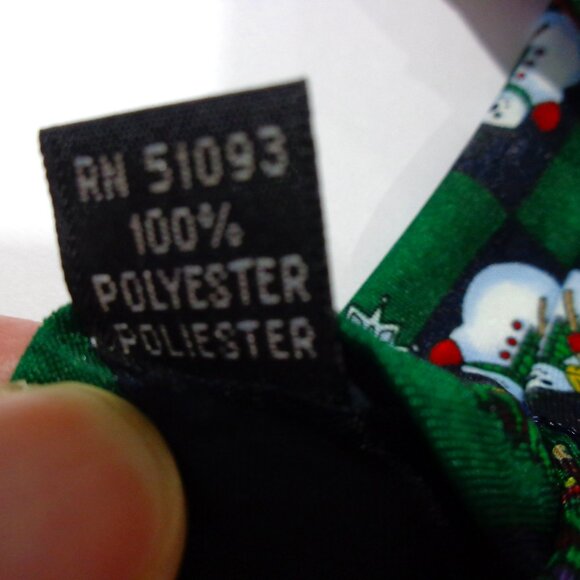 RN 51093
100%
POLYESTER
POLIESTER